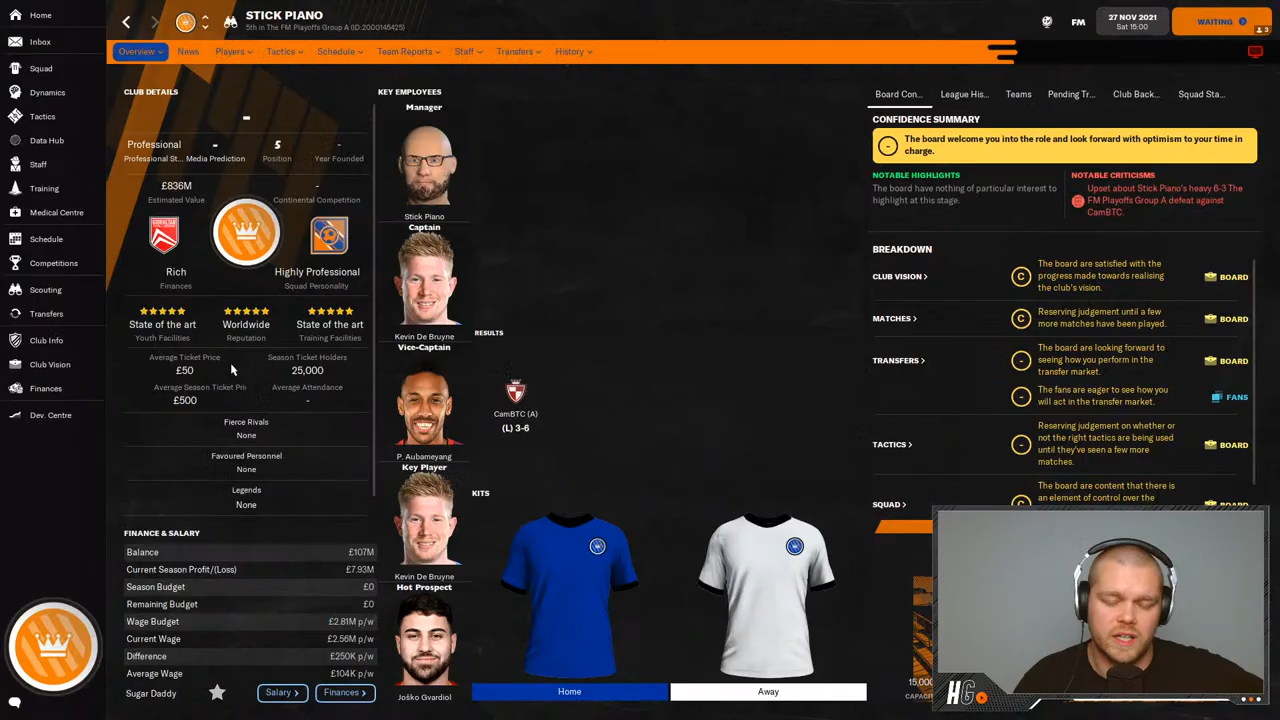 Home
Inbox
Squad
Dynamics
Tactics
Data Hub
Staff
Training
Medical Centre
Schedule
Competitions
Scouting
Transfers
Club Info
Club Vision
Finances
Dev. Centre
STICK PIANO
5th in The FM Playoffs Group A (ID:2000145425)
FM
27 NOV 2021
Sat 15:00
WAITING
3
Overview
News
Players
Tactics
Schedule
Team Reports
Staff
Transfers
History
CLUB DETAILS
-
Professional
-
5
-
Professional St...
Media Prediction
Position
Year Founded
£836M
-
Estimated Value
Continental Competition
Rich
Highly Professional
Finances
Squad Personality
State of the art
Worldwide
State of the art
Youth Facilities
Reputation
Training Facilities
Average Ticket Price
Season Ticket Holders
£50
25,000
Average Season Ticket Pri
Average Attendance
£500
-
Fierce Rivals
None
Favoured Personnel
None
Legends
None
FINANCE & SALARY
Balance £107M
Current Season Profit/(Loss) £7.93M
Season Budget £0
Remaining Budget £0
Wage Budget £2.81M p/w
Current Wage £2.56M p/w
Difference £250K p/w
Average Wage £104K p/w
Sugar Daddy
Salary >
Finances >
KEY EMPLOYEES
Manager
Stick Piano
Captain
Kevin De Bruyne
Vice-Captain
P. Aubameyang
Key Player
Kevin De Bruyne
Hot Prospect
Joško Gvardiol
RESULTS
CamBTC (A)
(L) 3-6
KITS
Home
Away
Board Con...
League His...
Teams
Pending Tr...
Club Back...
Squad Sta...
CONFIDENCE SUMMARY
The board welcome you into the role and look forward with optimism to your time in
charge.
NOTABLE HIGHLIGHTS
The board have nothing of particular interest to
highlight at this stage.
NOTABLE CRITICISMS
Upset about Stick Piano's heavy 6-3 The
FM Playoffs Group A defeat against
CamBTC.
BREAKDOWN
CLUB VISION >
C
The board are satisfied with the
progress made towards realising
the club's vision.
BOARD
MATCHES >
C
Reserving judgement until a few
more matches have been played.
BOARD
TRANSFERS >
-
The board are looking forward to
seeing how you perform in the
transfer market.
BOARD
-
The fans are eager to see how you
will act in the transfer market.
FANS
TACTICS >
-
Reserving judgement on whether or
not the right tactics are being used
until they've seen a few more
matches.
BOARD
SQUAD >
C
The board are content that there is
an element of control over the
BOARD
15,000
HG